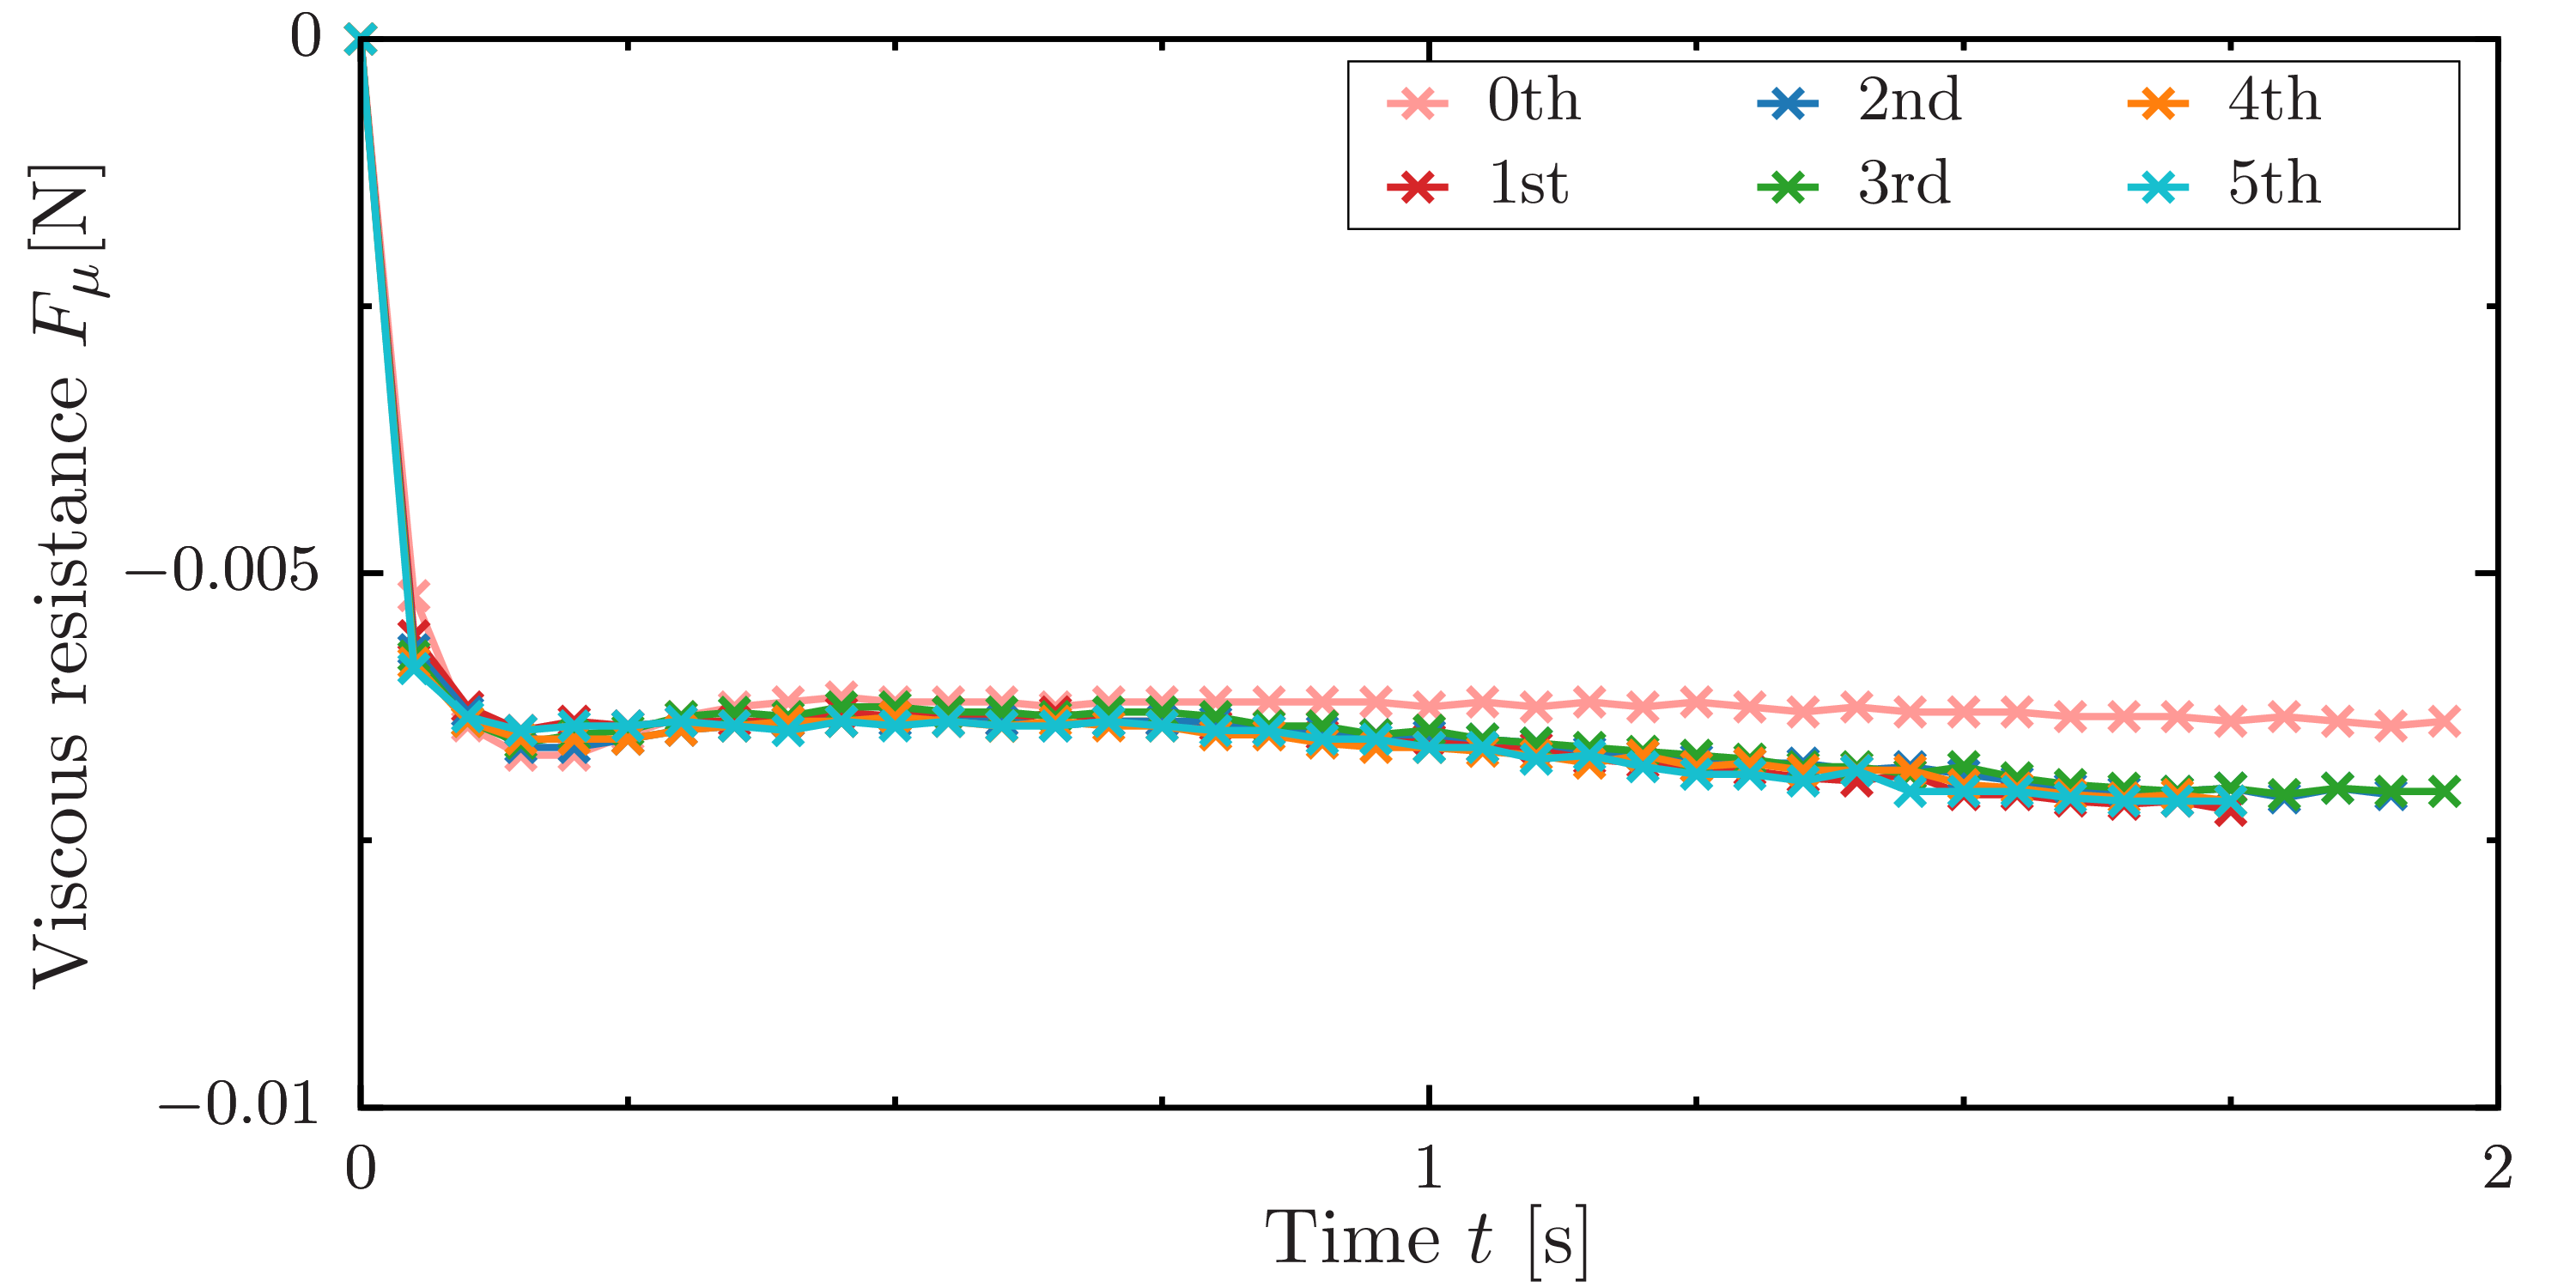 0
−0.005
−0.01
Viscous resistance Fμ[N]
0th 2nd 4th
1st 3rd 5th
0 1 2
Time t [s]